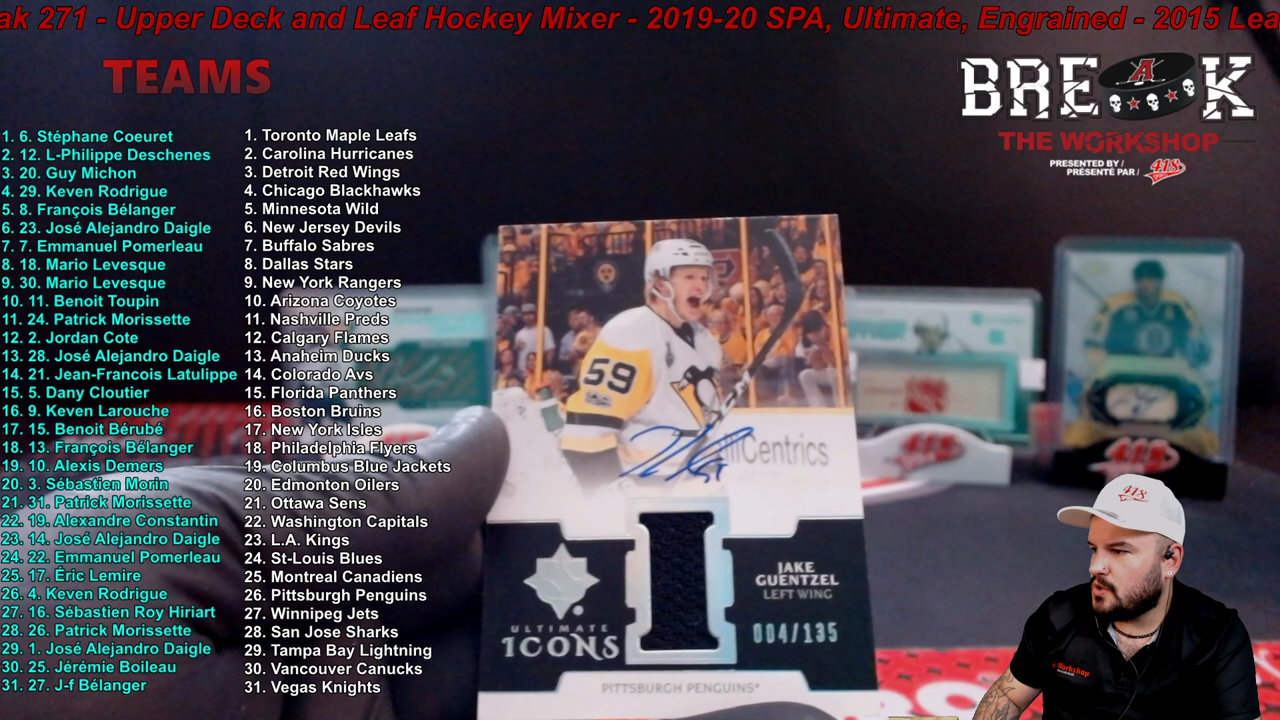 ak 271 - Upper Deck and Leaf Hockey Mixer - 2019-20 SPA, Ultimate, Engrained - 2015 Lea
TEAMS
BREAK
A
THE WORKSHOP
PRESENTED BY /
PRÉSENTÉ PAR /
418
1. 6. Stéphane Coeuret
2. 12. L-Philippe Deschenes
3. 20. Guy Michon
4. 29. Keven Rodrigue
5. 8. François Bélanger
6. 23. José Alejandro Daigle
7. 7. Emmanuel Pomerleau
8. 18. Mario Levesque
9. 30. Mario Levesque
10. 11. Benoit Toupin
11. 24. Patrick Morissette
12. 2. Jordan Cote
13. 28. José Alejandro Daigle
14. 21. Jean-Francois Latulippe
15. 5. Dany Cloutier
16. 9. Keven Larouche
17. 15. Benoit Bérubé
18. 13. François Bélanger
19. 10. Alexis Demers
20. 3. Sébastien Morin
21. 31. Patrick Morissette
22. 19. Alexandre Constantin
23. 14. José Alejandro Daigle
24. 22. Emmanuel Pomerleau
25. 17. Éric Lemire
26. 4. Keven Rodrigue
27. 16. Sébastien Roy Hiriart
28. 26. Patrick Morissette
29. 1. José Alejandro Daigle
30. 25. Jérémie Boileau
31. 27. J-f Bélanger
1. Toronto Maple Leafs
2. Carolina Hurricanes
3. Detroit Red Wings
4. Chicago Blackhawks
5. Minnesota Wild
6. New Jersey Devils
7. Buffalo Sabres
8. Dallas Stars
9. New York Rangers
10. Arizona Coyotes
11. Nashville Preds
12. Calgary Flames
13. Anaheim Ducks
14. Colorado Avs
15. Florida Panthers
16. Boston Bruins
17. New York Isles
18. Philadelphia Flyers
19. Columbus Blue Jackets
20. Edmonton Oilers
21. Ottawa Sens
22. Washington Capitals
23. L.A. Kings
24. St-Louis Blues
25. Montreal Canadiens
26. Pittsburgh Penguins
27. Winnipeg Jets
28. San Jose Sharks
29. Tampa Bay Lightning
30. Vancouver Canucks
31. Vegas Knights
59
Centrics
ULTIMATE
ICONS
JAKE
GUENTZEL
LEFT WING
004/135
PITTSBURGH PENGUINS
418
418
418
Workshop